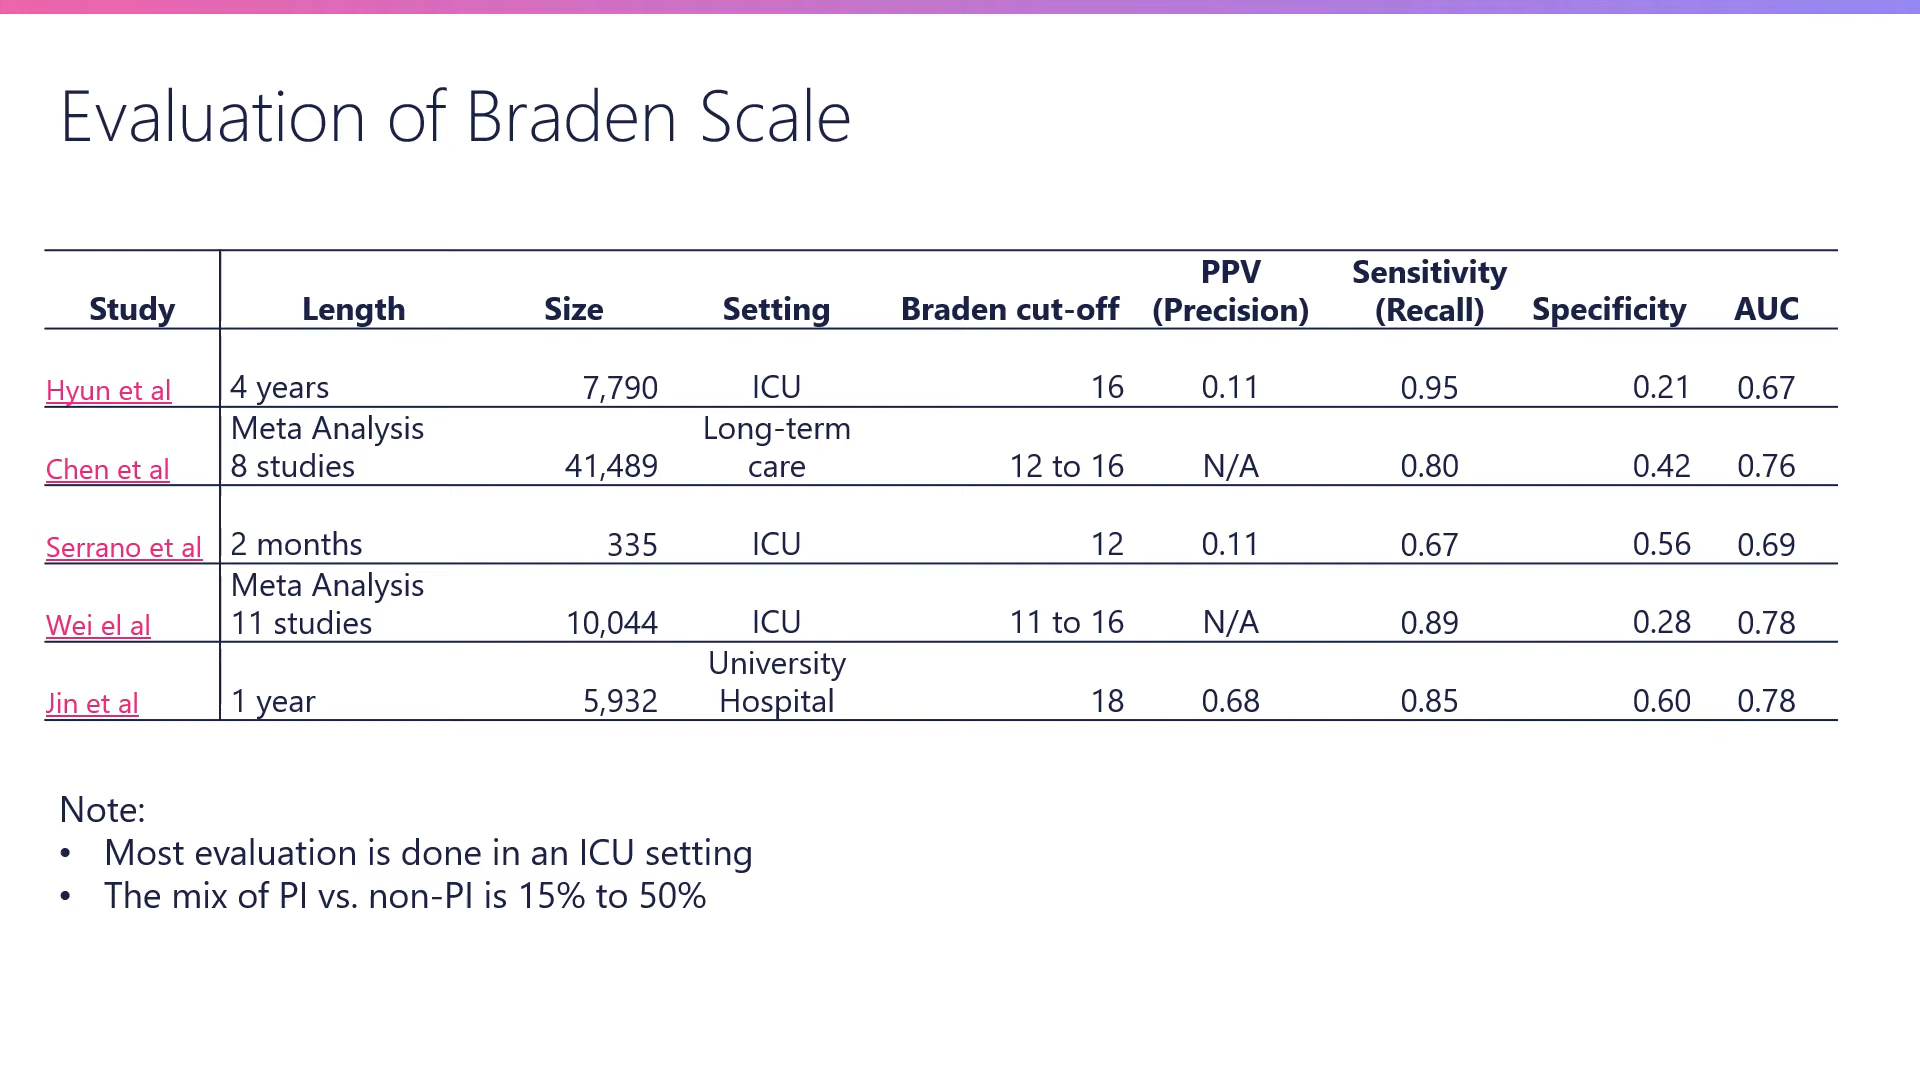 Evaluation of Braden Scale
Study Length Size Setting Braden cut-off PPV (Precision) Sensitivity (Recall) Specificity AUC
Hyun et al 4 years 7,790 ICU 16 0.11 0.95 0.21 0.67
Chen et al Meta Analysis 8 studies 41,489 Long-term care 12 to 16 N/A 0.80 0.42 0.76
Serrano et al 2 months 335 ICU 12 0.11 0.67 0.56 0.69
Wei el al Meta Analysis 11 studies 10,044 ICU 11 to 16 N/A 0.89 0.28 0.78
Jin et al 1 year 5,932 University Hospital 18 0.68 0.85 0.60 0.78
Note:
• Most evaluation is done in an ICU setting
• The mix of PI vs. non-PI is 15% to 50%